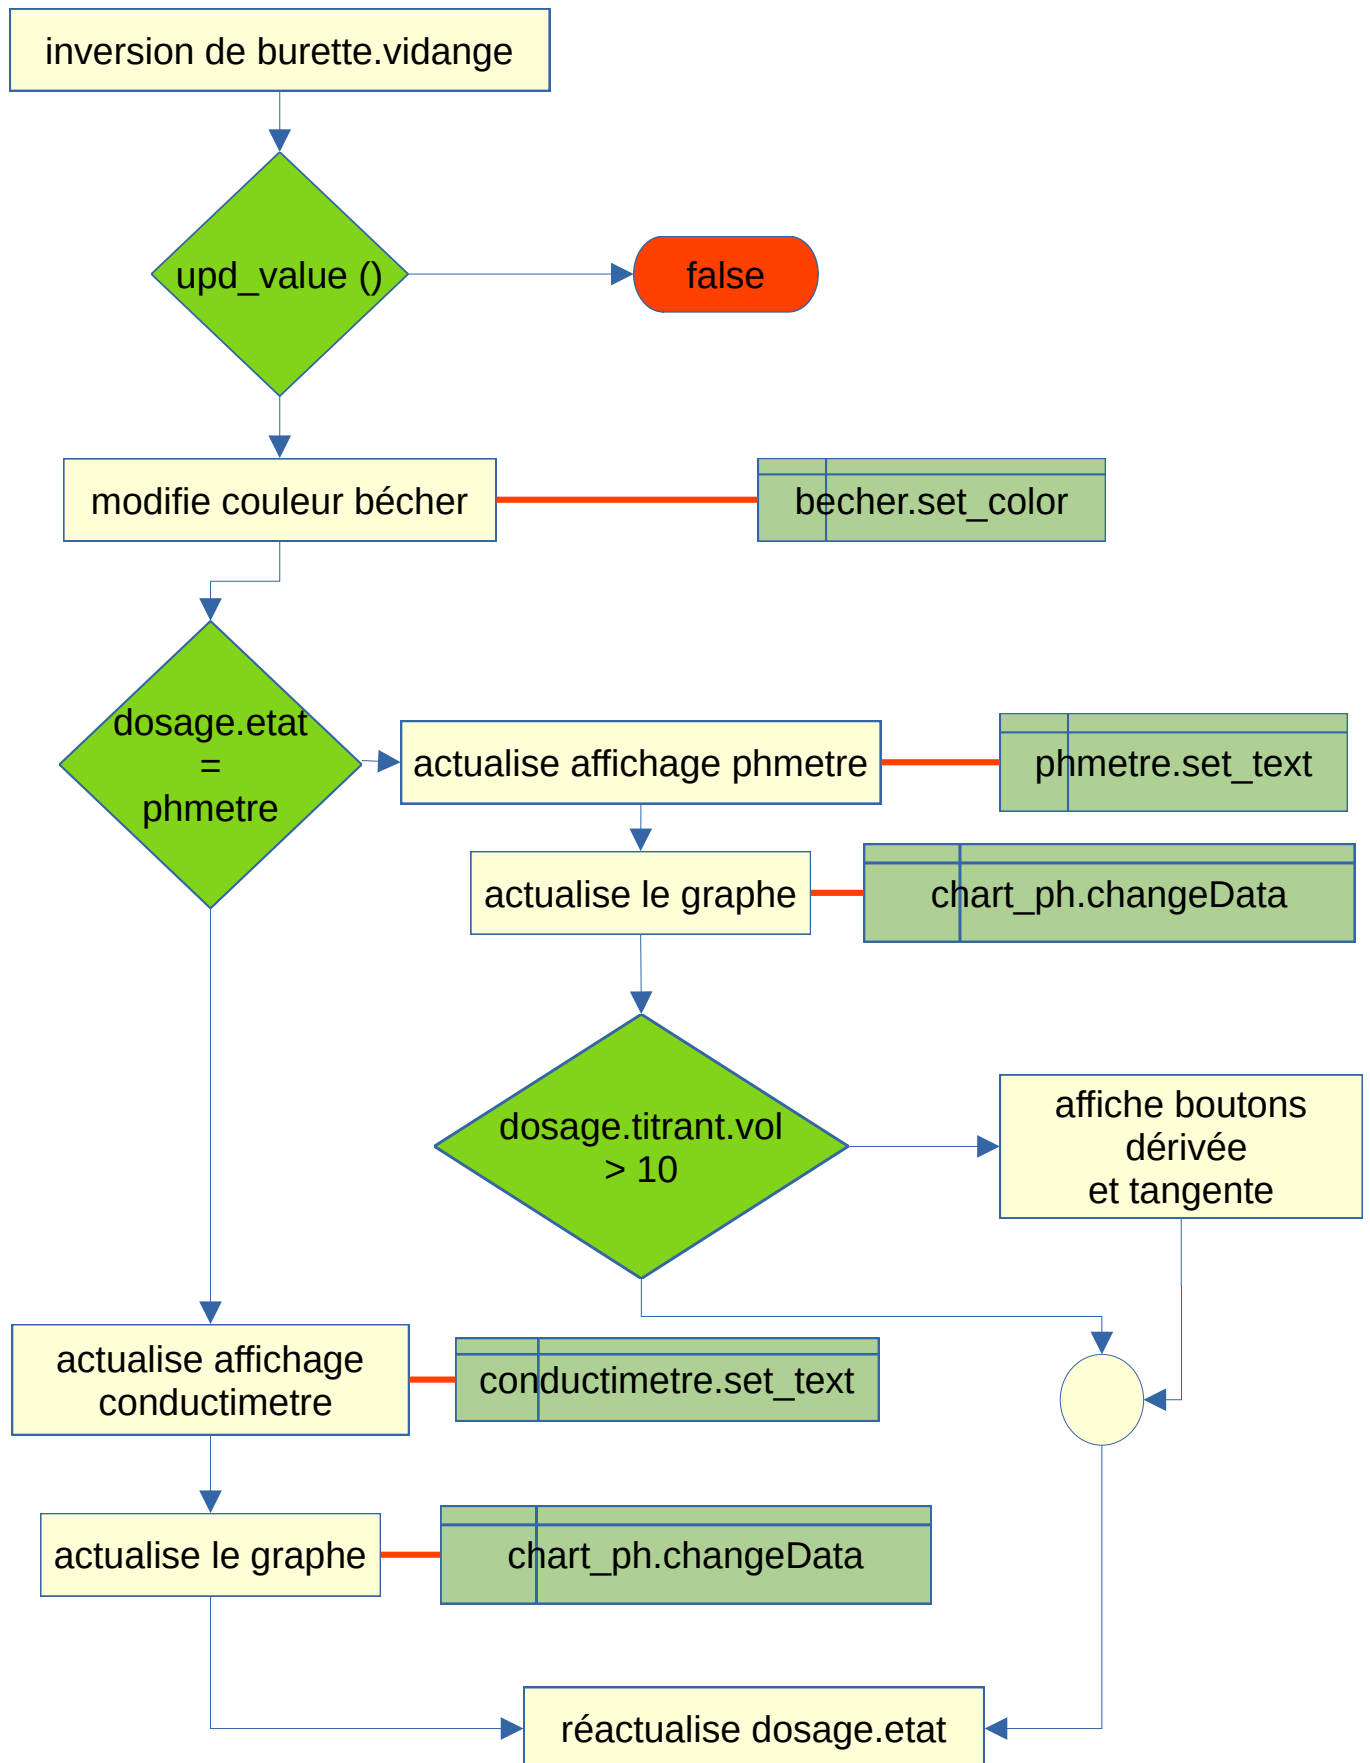 inversion de burette.vidange
upd_value ()
false
modifie couleur bécher
becher.set_color
dosage.etat
=
phmetre
actualise affichage phmetre
phmetre.set_text
actualise le graphe
chart_ph.changeData
dosage.titrant.vol
> 10
affiche boutons
dérivée
et tangente
actualise affichage
conductimetre
conductimetre.set_text
actualise le graphe
chart_ph.changeData
réactualise dosage.etat